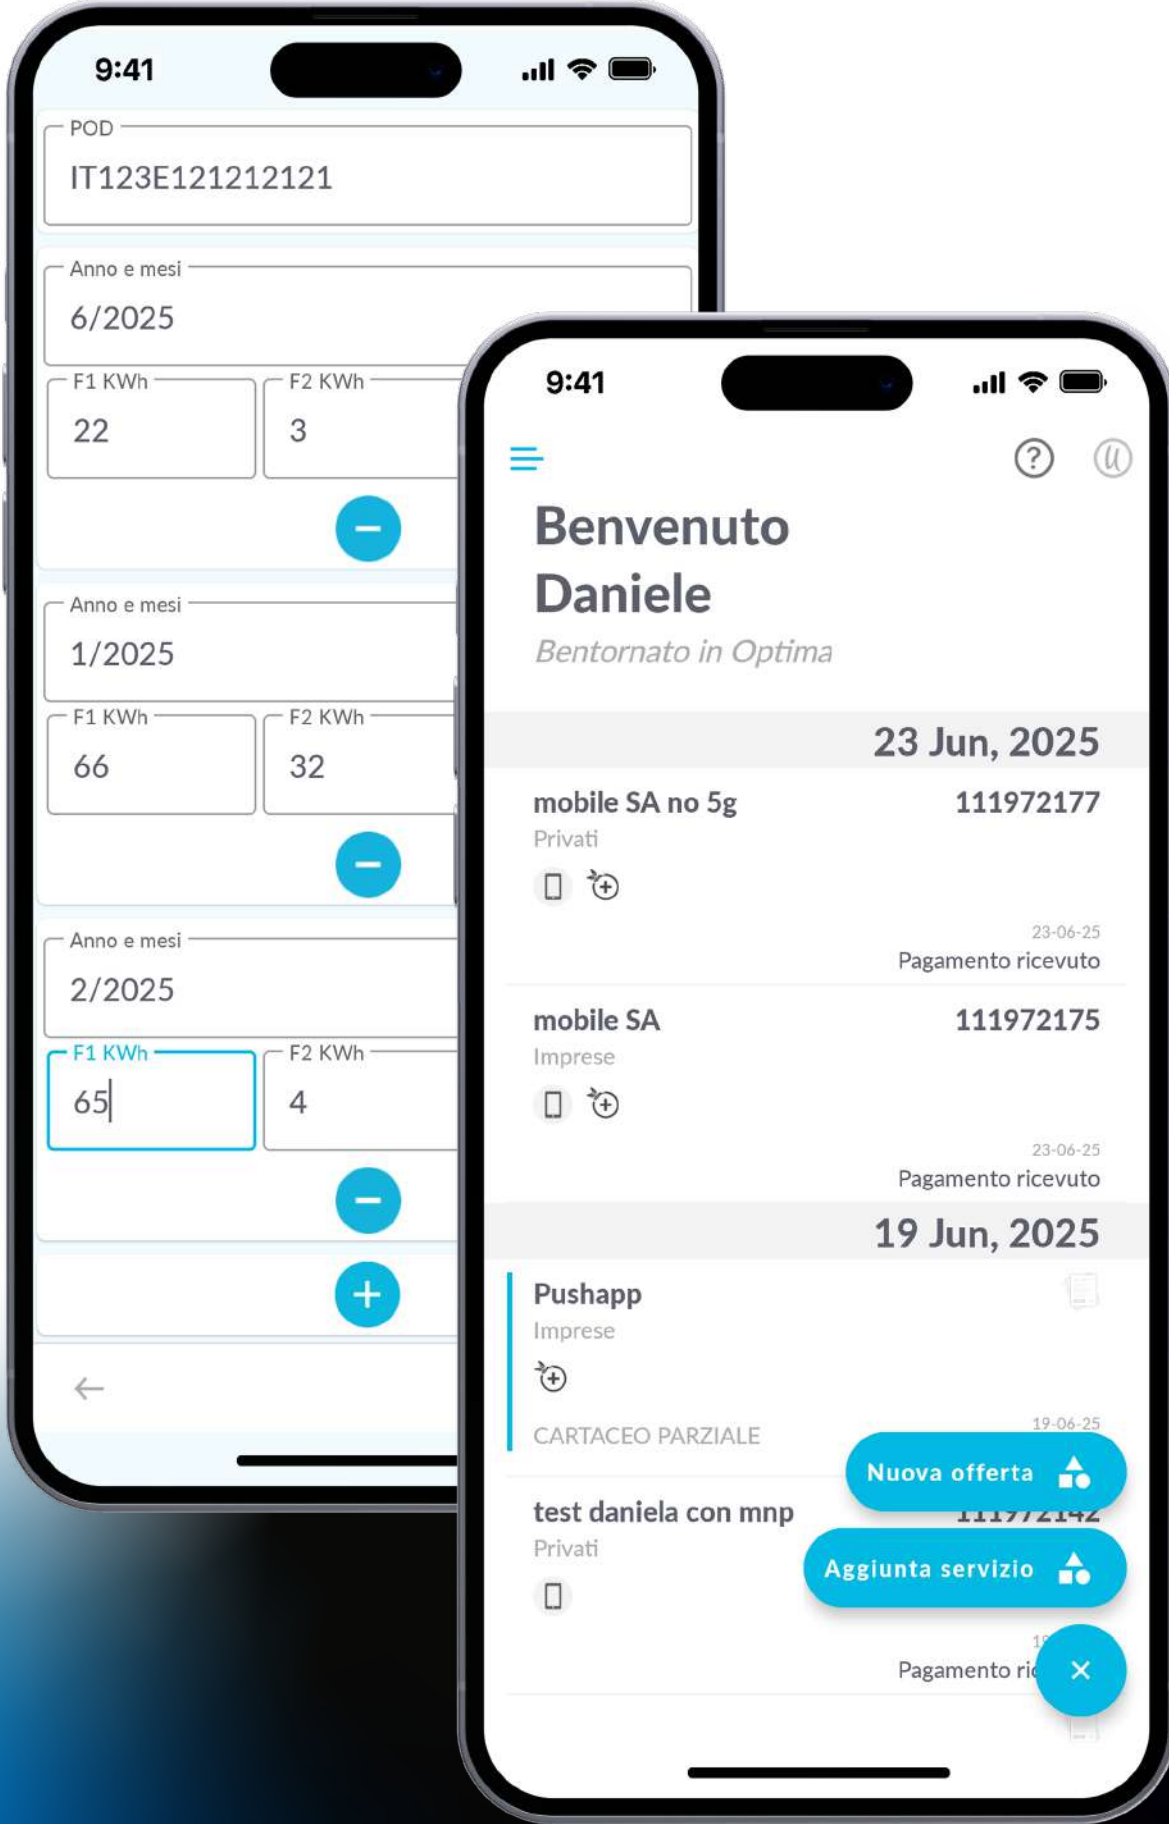 9:41
POD
IT123E121212121
Anno e mesi
6/2025
F1 KWh
F2 KWh
22
3
Anno e mesi
1/2025
F1 KWh
F2 KWh
66
32
Anno e mesi
2/2025
F1 KWh
F2 KWh
65
4
9:41
Benvenuto
Daniele
Bentornato in Optima
23 Jun, 2025
mobile SA no 5g
111972177
Privati
23-06-25
Pagamento ricevuto
mobile SA
111972175
Imprese
23-06-25
Pagamento ricevuto
19 Jun, 2025
Pushapp
Imprese
19-06-25
CARTACEO PARZIALE
Nuova offerta
test daniela con mnp
111972142
Privati
Aggiunta servizio
Pagamento